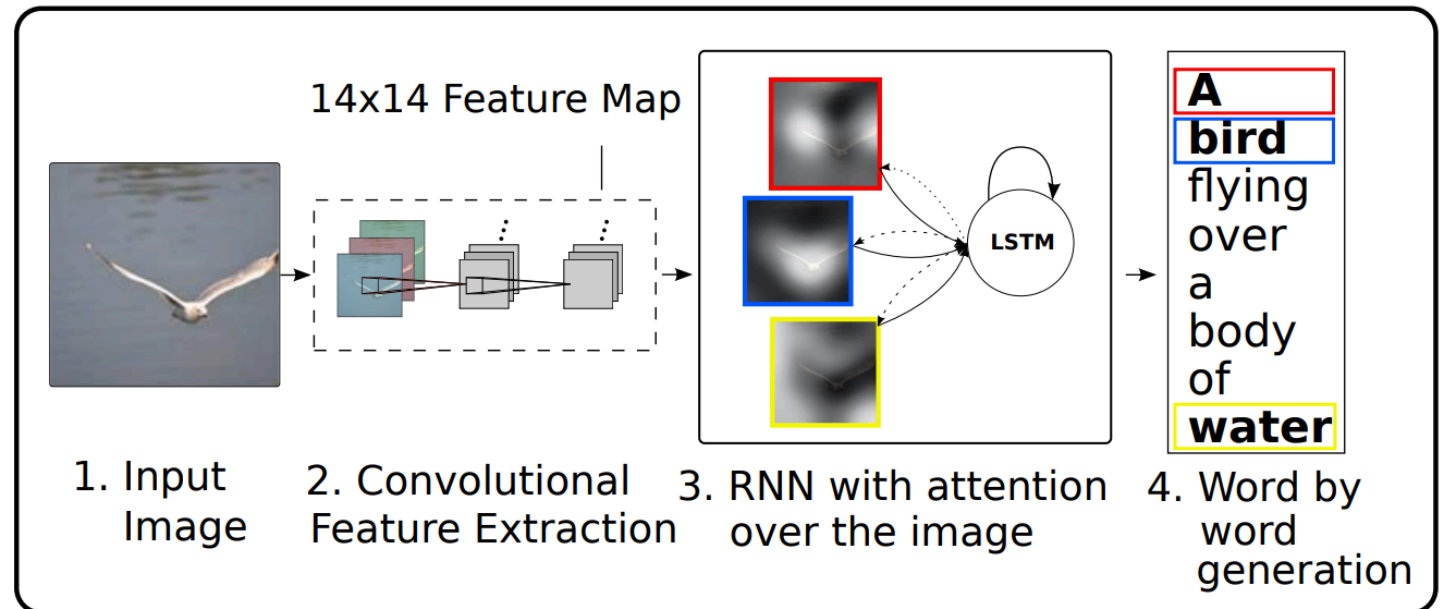 14x14 Feature Map
LSTM
A
bird
flying
over
a
body
of
water
1. Input
Image
2. Convolutional
Feature Extraction
3. RNN with attention
over the image
4. Word by
word
generation